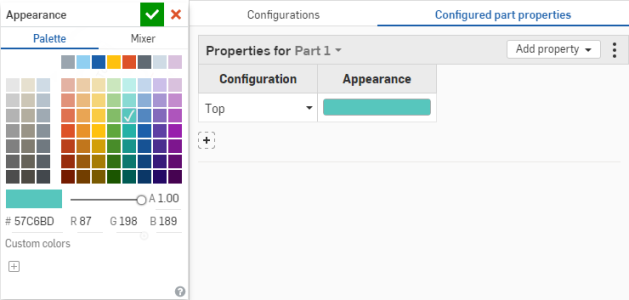 Appearance
Palette Mixer
A 1.00
# 57C6BD R 87 G 198 B 189
Custom colors
Configurations Configured part properties
Properties for Part 1 Add property
Configuration Appearance
Top